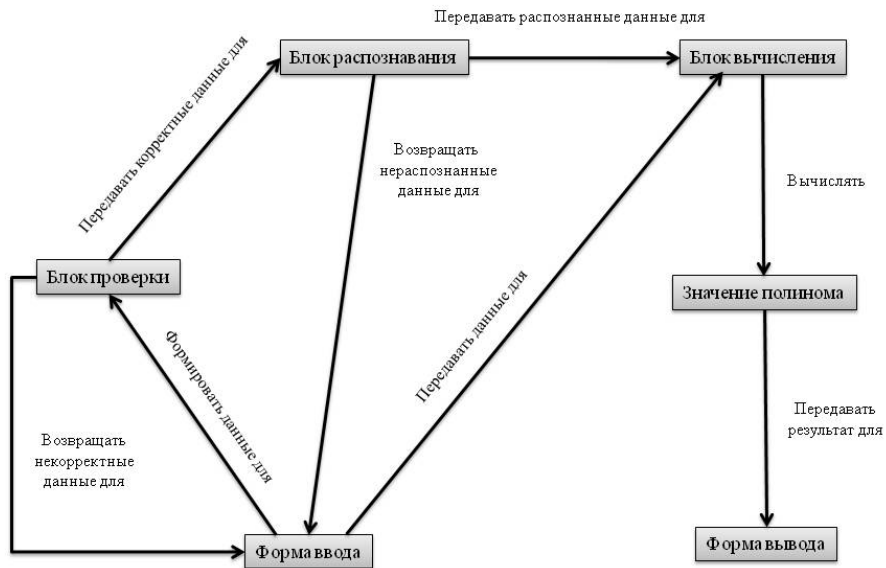 Передавать распознанные данные для
Блок распознавания
Блок вычисления
Передавать корректные данные для
Возвращать
нераспознанные
данные для
Вычислять
Блок проверки
Значение полинома
Формировать данные для
Передавать данные для
Возвращать
некорректные
данные для
Передавать
результат для
Форма ввода
Форма вывода